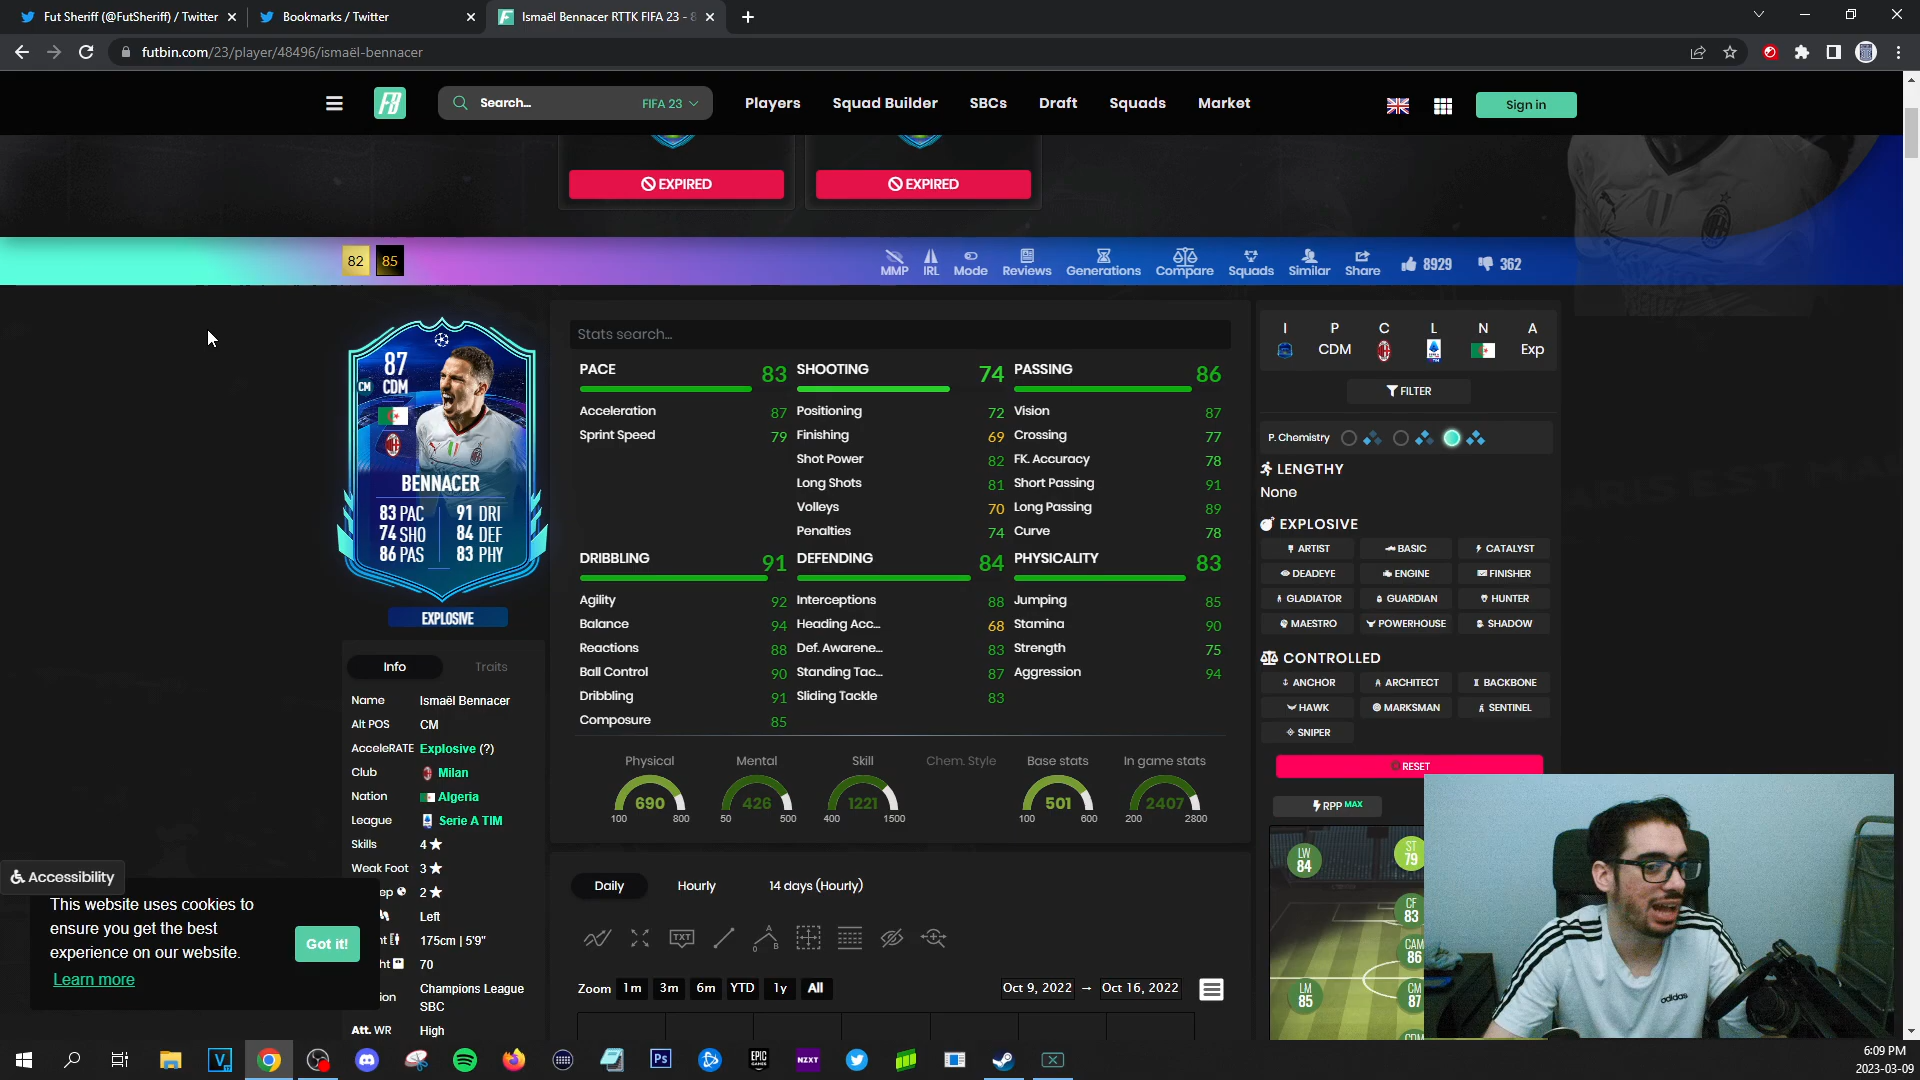 Fut Sheriff (@FutSheriff) / Twitter
Bookmarks / Twitter
Ismaël Bennacer RTTK FIFA 23 - 8
futbin.com/23/player/48496/ismaël-bennacer
FB
Search...
FIFA 23
Players
Squad Builder
SBCs
Draft
Squads
Market
Sign in
EXPIRED
EXPIRED
82
85
MMP
IRL
Mode
Reviews
Generations
Compare
Squads
Similar
Share
8929
362
87
CDM
CM
BENNACER
83 PAC 91 DRI
74 SHO 84 DEF
86 PAS 83 PHY
EXPLOSIVE
Info
Traits
Name Ismaël Bennacer
Alt POS CM
AcceleRATE Explosive (?)
Club Milan
Nation Algeria
League Serie A TIM
Skills 4
Weak Foot 3
ep 2
Left
nt 175cm | 5'9"
ht 70
ion Champions League
SBC
Att. WR High
Stats search...
PACE 83
Acceleration 87
Sprint Speed 79
SHOOTING 74
Positioning 72
Finishing 69
Shot Power 82
Long Shots 81
Volleys 70
Penalties 74
PASSING 86
Vision 87
Crossing 77
FK. Accuracy 78
Short Passing 91
Long Passing 89
Curve 78
DRIBBLING 91
Agility 92
Balance 94
Reactions 88
Ball Control 90
Dribbling 91
Composure 85
DEFENDING 84
Interceptions 88
Heading Acc... 68
Def. Awarene... 83
Standing Tac... 87
Sliding Tackle 83
PHYSICALITY 83
Jumping 85
Stamina 90
Strength 75
Aggression 94
Physical
690
100 800
Mental
426
50 500
Skill
1221
400 1500
Chem. Style
Base stats
501
100 600
In game stats
2407
200 2800
Daily
Hourly
14 days (Hourly)
TXT
Zoom 1m 3m 6m YTD 1y All
Oct 9, 2022 → Oct 16, 2022
I P C L N A
CDM Exp
FILTER
P. Chemistry
LENGTHY
None
EXPLOSIVE
ARTIST BASIC CATALYST
DEADEYE ENGINE FINISHER
GLADIATOR GUARDIAN HUNTER
MAESTRO POWERHOUSE SHADOW
CONTROLLED
ANCHOR ARCHITECT BACKBONE
HAWK MARKSMAN SENTINEL
SNIPER
RESET
RPP MAX
LW
84
ST
79
CF
83
CAM
86
LM
85
CM
87
adidas
Accessibility
This website uses cookies to
ensure you get the best
experience on our website.
Learn more
Got it!
V
Ps
EPIC
GAMES
NZXT
6:09 PM
2023-03-09